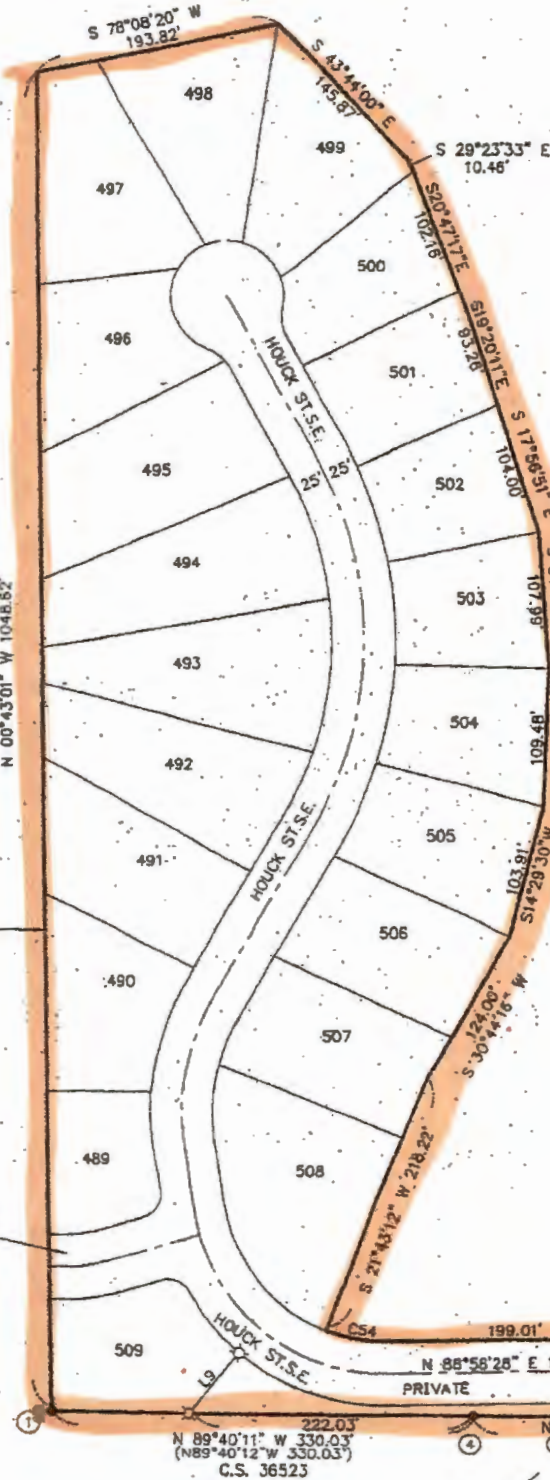 S 78°08'20" W
193.82'
S 43°44'00" E
145.87'
S 29°23'33" E
10.46'
498
499
497
S20°47'17"E
102.16'
500
496
S19°20'11"E
93.26'
HOUCK ST.S.E.
501
S 17°56'51" E
104.00'
495
25' 25'
502
494
503
107.99
N 00°43'01" W 1048.62'
493
504
109.48'
492
505
HOUCK ST.S.E.
491
103.91'
S14°29'30"W
506
490
124.00'
S 30°44'16" W
507
489
508
S 21°43'12" W 218.22'
C54
199.01'
HOUCK ST.S.E.
509
N 88°58'28" E
L9
PRIVATE
1
222.03'
4
N
N 89°40'11" W 330.03'
(N89°40'12"W 330.03')
C.S. 36523